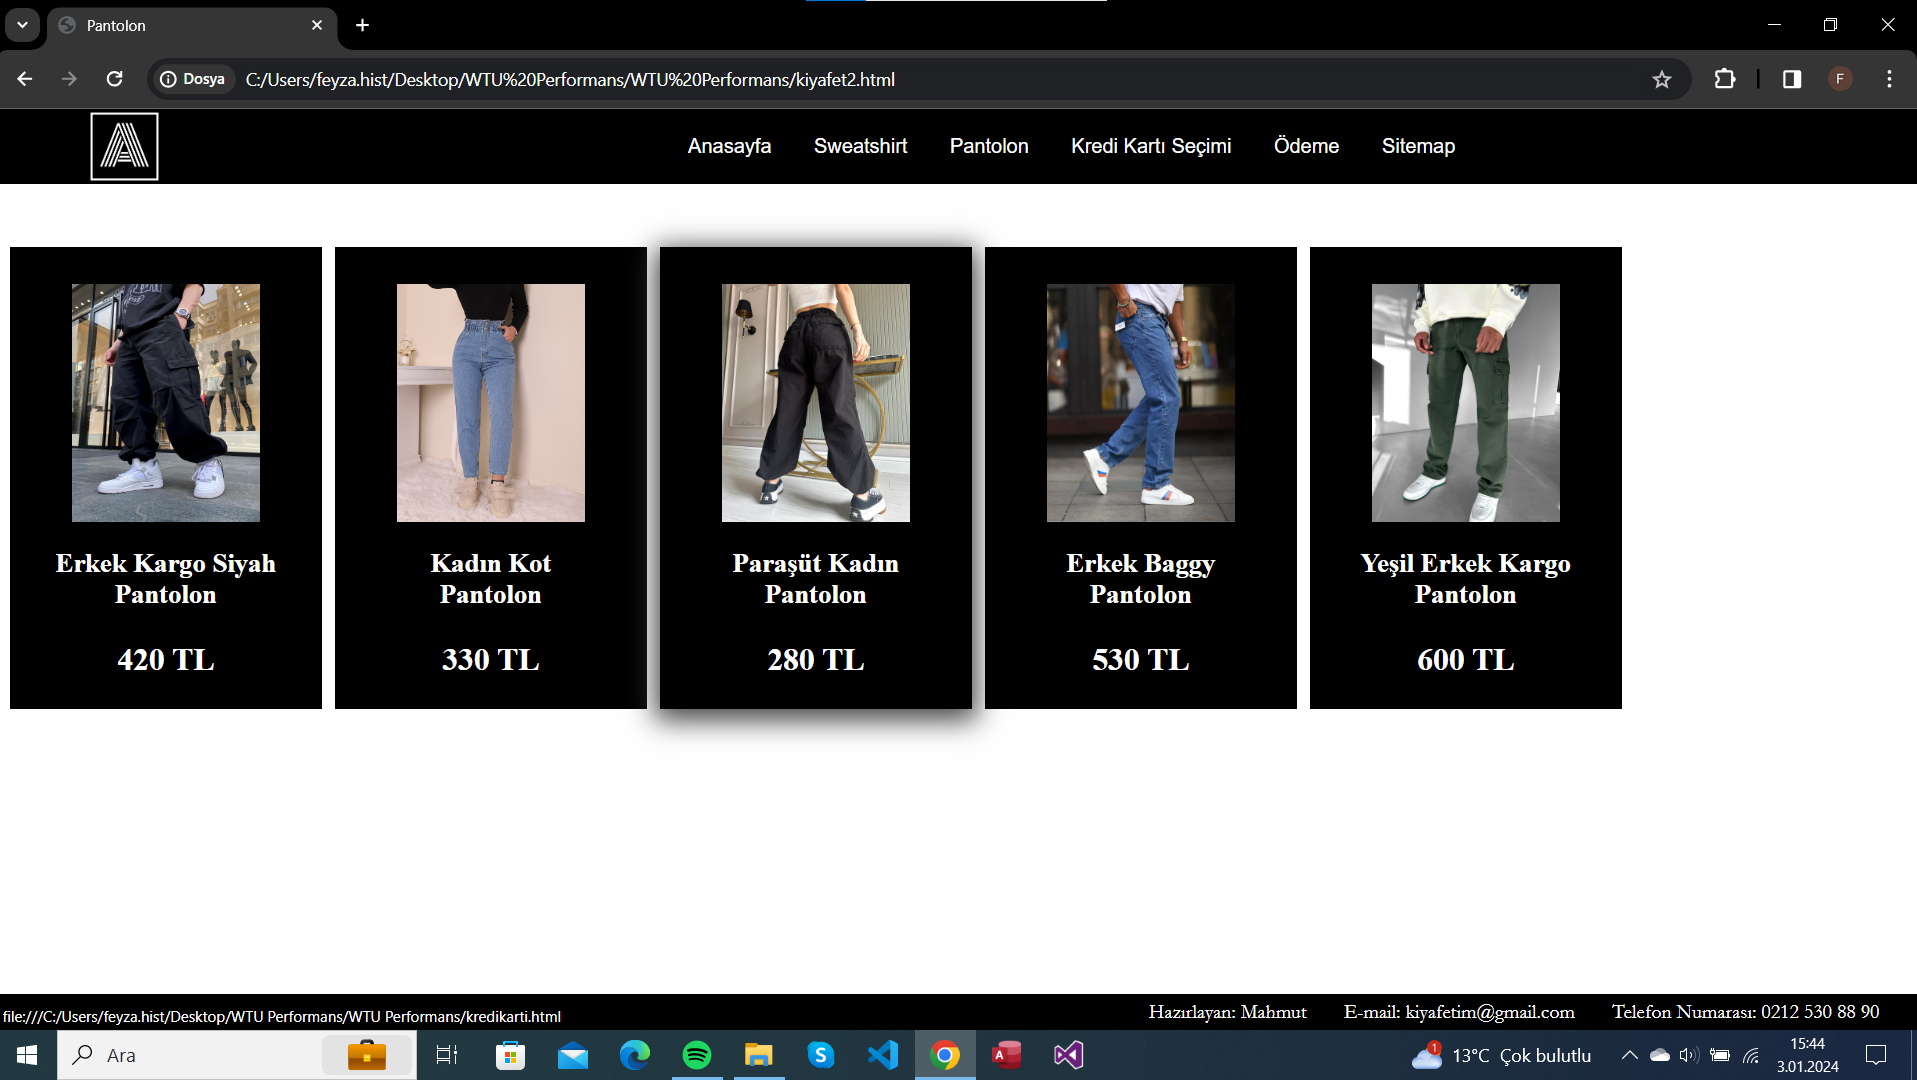 Pantolon
Dosya
C:/Users/feyza.hist/Desktop/WTU%20Performans/WTU%20Performans/kiyafet2.html
F
A
Anasayfa
Sweatshirt
Pantolon
Kredi Kartı Seçimi
Ödeme
Sitemap
Erkek Kargo Siyah
Pantolon
420 TL
Kadın Kot
Pantolon
330 TL
Paraşüt Kadın
Pantolon
280 TL
Erkek Baggy
Pantolon
530 TL
Yeşil Erkek Kargo
Pantolon
600 TL
Hazırlayan: Mahmut
E-mail: kiyafetim@gmail.com
Telefon Numarası: 0212 530 88 90
file:///C:/Users/feyza.hist/Desktop/WTU Performans/WTU Performans/kredikarti.html
Ara
S
A
1
13°C Çok bulutlu
15:44
3.01.2024